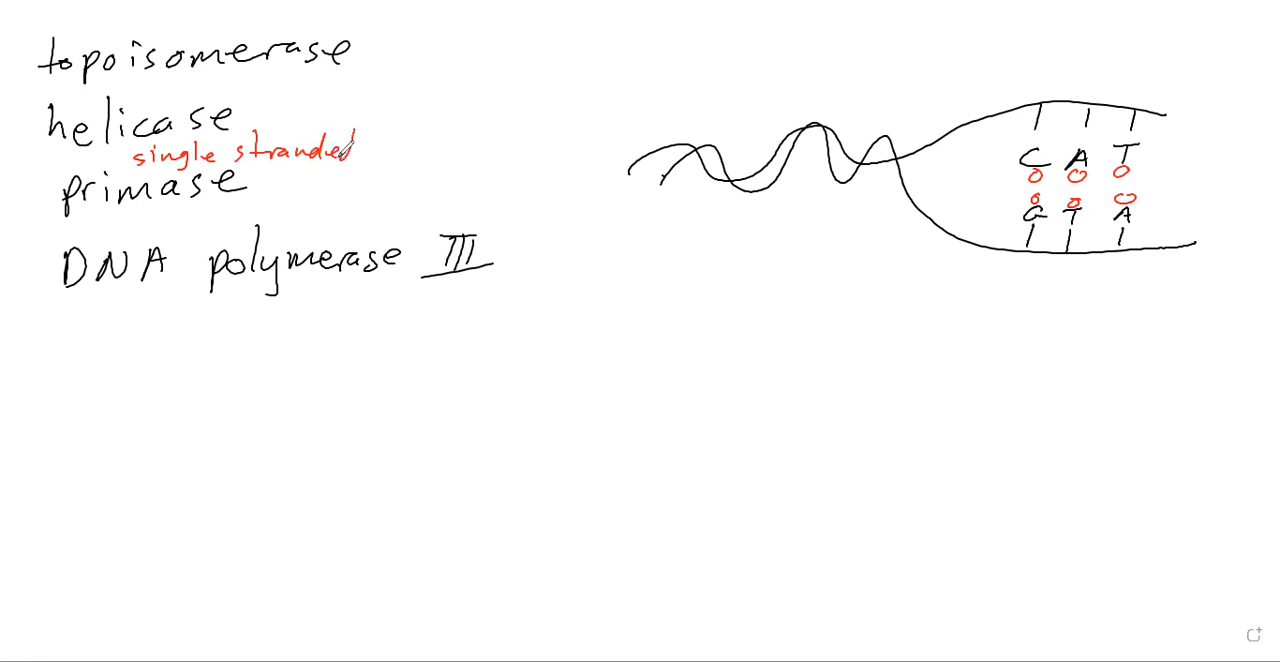 topoisomerase
helicase
single stranded
primase
DNA polymerase III
C A T
G T A